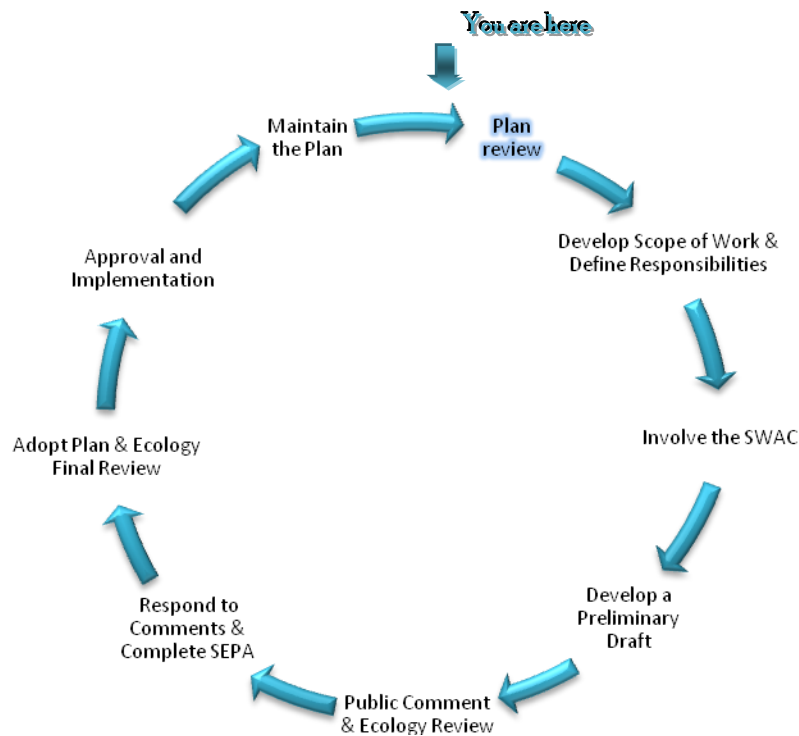 You are here
Plan
review
Develop Scope of Work &
Define Responsibilities
Involve the SWAC
Develop a
Preliminary
Draft
Public Comment
& Ecology Review
Respond to
Comments &
Complete SEPA
Adopt Plan & Ecology
Final Review
Approval and
Implementation
Maintain
the Plan